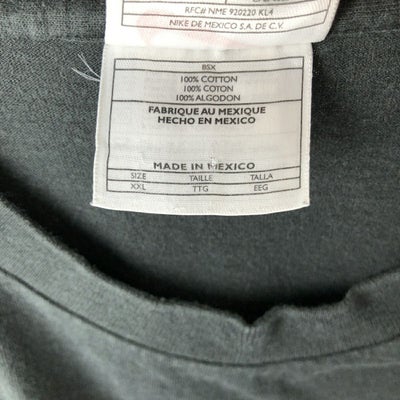 RFC# NME 920220 KL4
NIKE DE MEXICO S.A. DE C.V.
BSX
100% COTTON
100% COTON
100% ALGODON
FABRIQUE AU MEXIQUE
HECHO EN MEXICO
MADE IN MEXICO
SIZE TAILLE TALLA
XXL TTG EEG